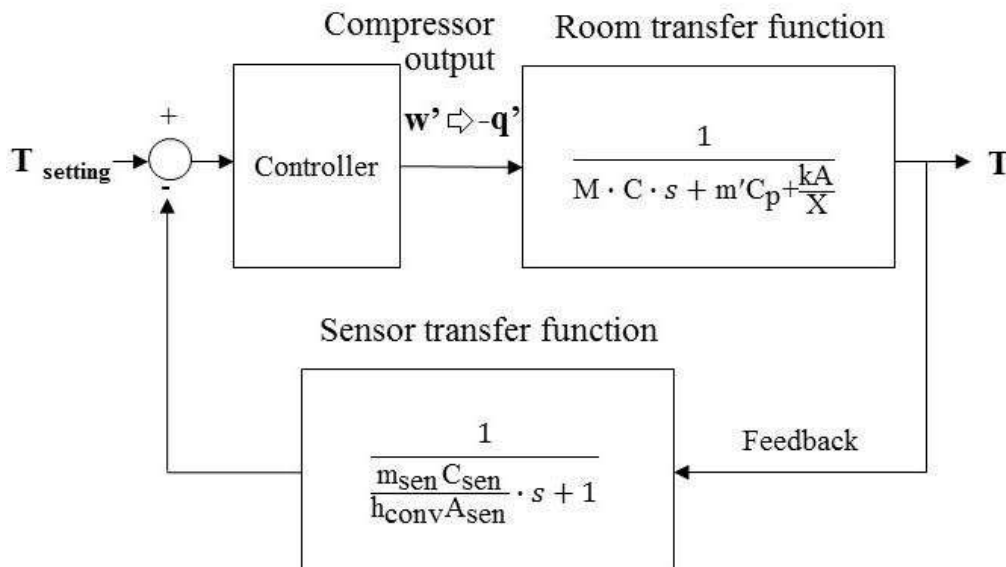 Compressor
output
Room transfer function
w' ⇨ -q'
+
T setting
-
Controller
1
M · C · s + m′Cp + kA
X
T
Sensor transfer function
1
msen Csen
hconv Asen
· s + 1
Feedback